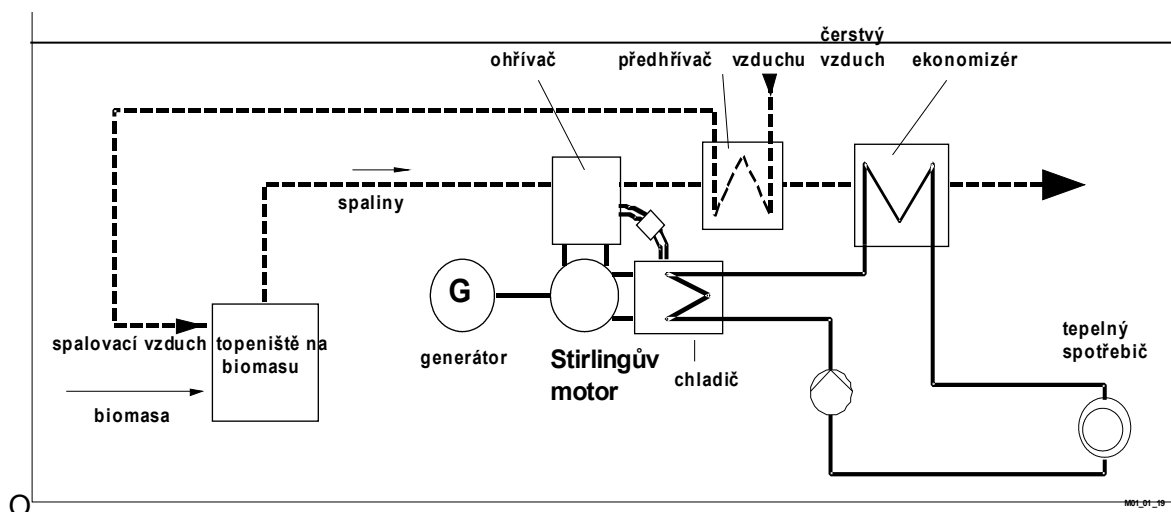 čerstvý
ohřívač
předhřívač vzduchu
vzduch
ekonomizér
spaliny
G
generátor
Stirlingův
motor
chladič
tepelný
spotřebič
spalovací vzduch
topeniště na
biomasu
biomasa
O
M01_01_19